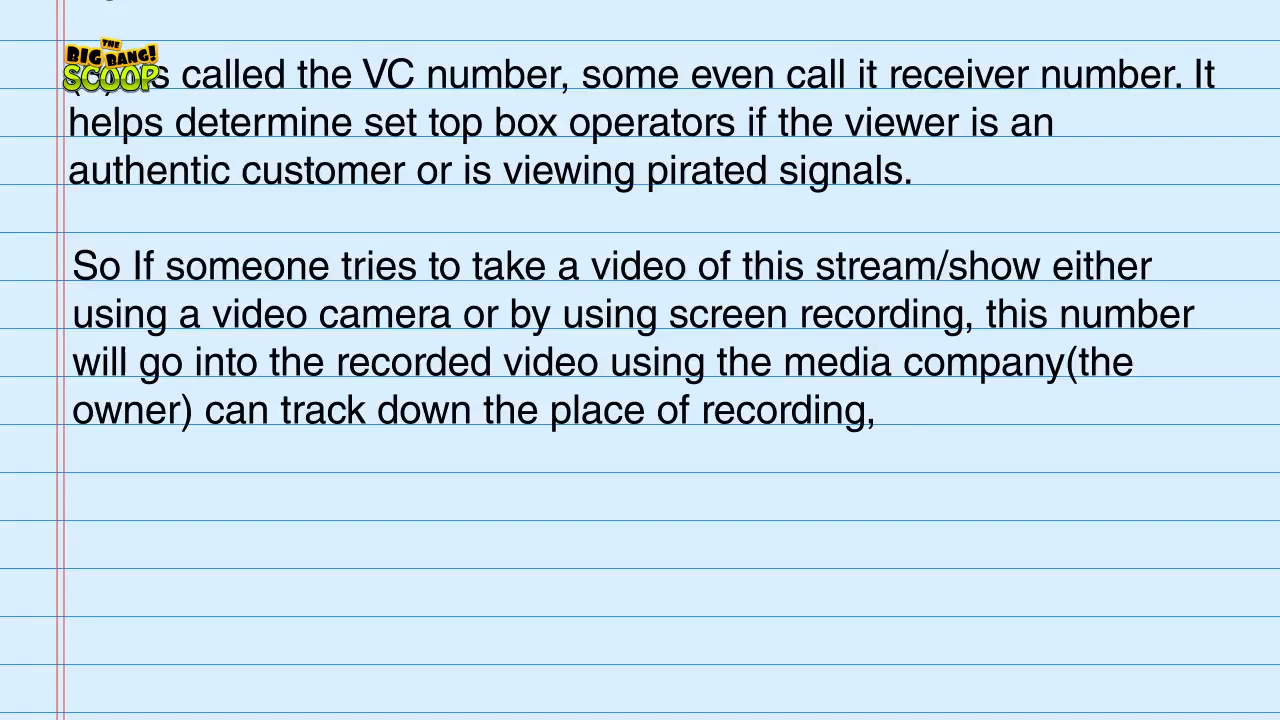 THE
BIG BANG!
SCOOP
s called the VC number, some even call it receiver number. It
helps determine set top box operators if the viewer is an
authentic customer or is viewing pirated signals.
So If someone tries to take a video of this stream/show either
using a video camera or by using screen recording, this number
will go into the recorded video using the media company(the
owner) can track down the place of recording,